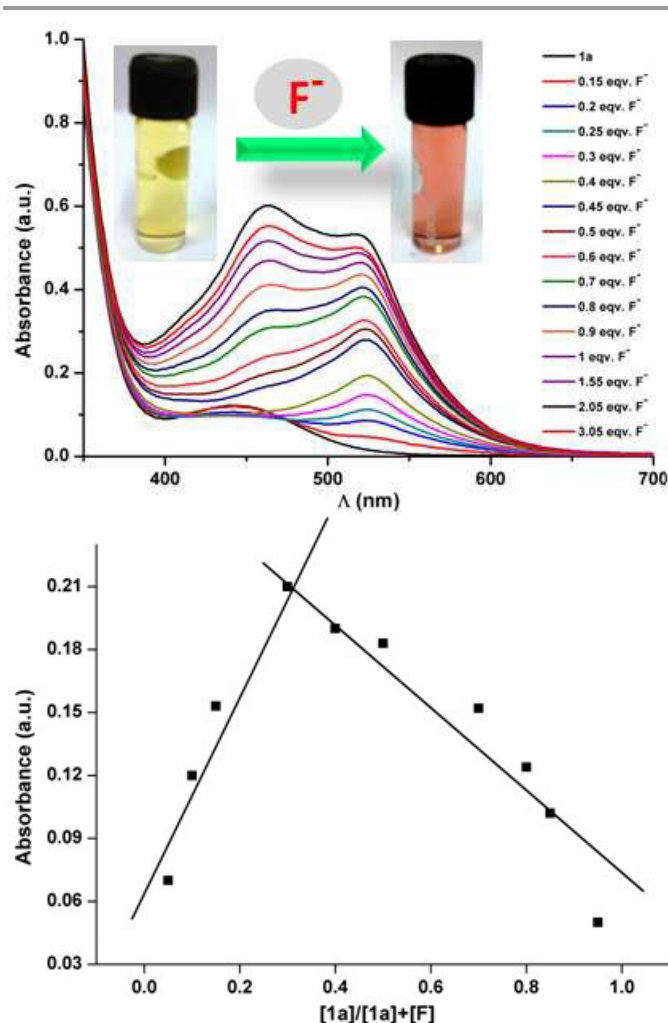 1.0
0.8
0.6
0.4
0.2
0.0
Absorbance (a.u.)
F⁻
1a
0.15 eqv. F⁻
0.2 eqv. F⁻
0.25 eqv. F⁻
0.3 eqv. F⁻
0.4 eqv. F⁻
0.45 eqv. F⁻
0.5 eqv. F⁻
0.6 eqv. F⁻
0.7 eqv. F⁻
0.8 eqv. F⁻
0.9 eqv. F⁻
1 eqv. F⁻
1.55 eqv. F⁻
2.05 eqv. F⁻
3.05 eqv. F⁻
400 500 600 700
Λ (nm)
0.21
0.18
0.15
0.12
0.09
0.06
0.03
Absorbance (a.u.)
0.0 0.2 0.4 0.6 0.8 1.0
[1a]/[1a]+[F]